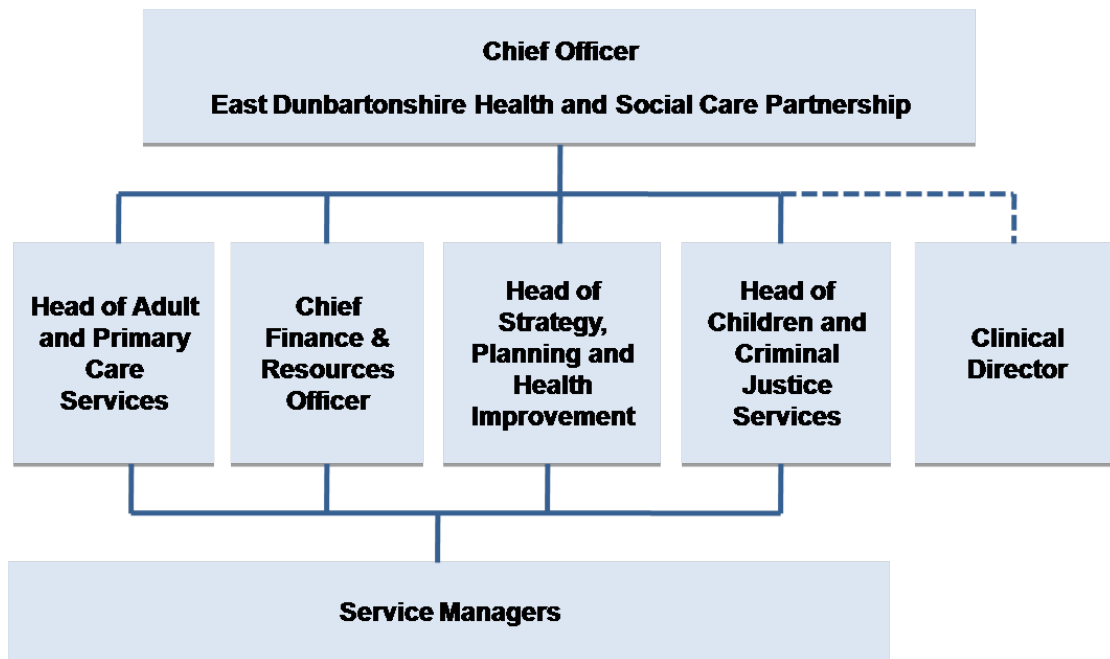 Chief Officer
East Dunbartonshire Health and Social Care Partnership
Head of Adult
and Primary
Care
Services
Chief
Finance &
Resources
Officer
Head of
Strategy,
Planning and
Health
Improvement
Head of
Children and
Criminal
Justice
Services
Clinical
Director
Service Managers